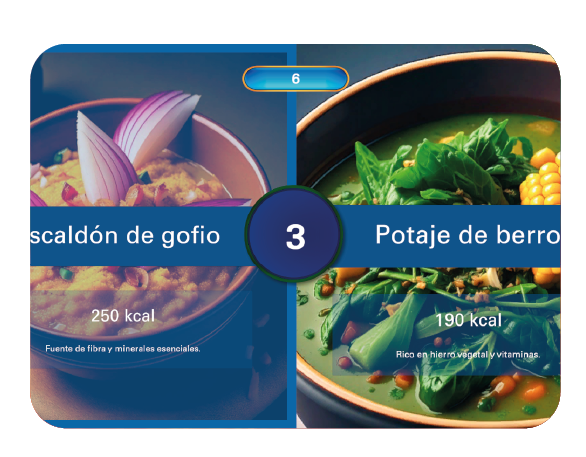 6
scaldón de gofio
3
Potaje de berro
250 kcal
190 kcal
Fuente de fibra y minerales esenciales.
Rico en hierro vegetal y vitaminas.